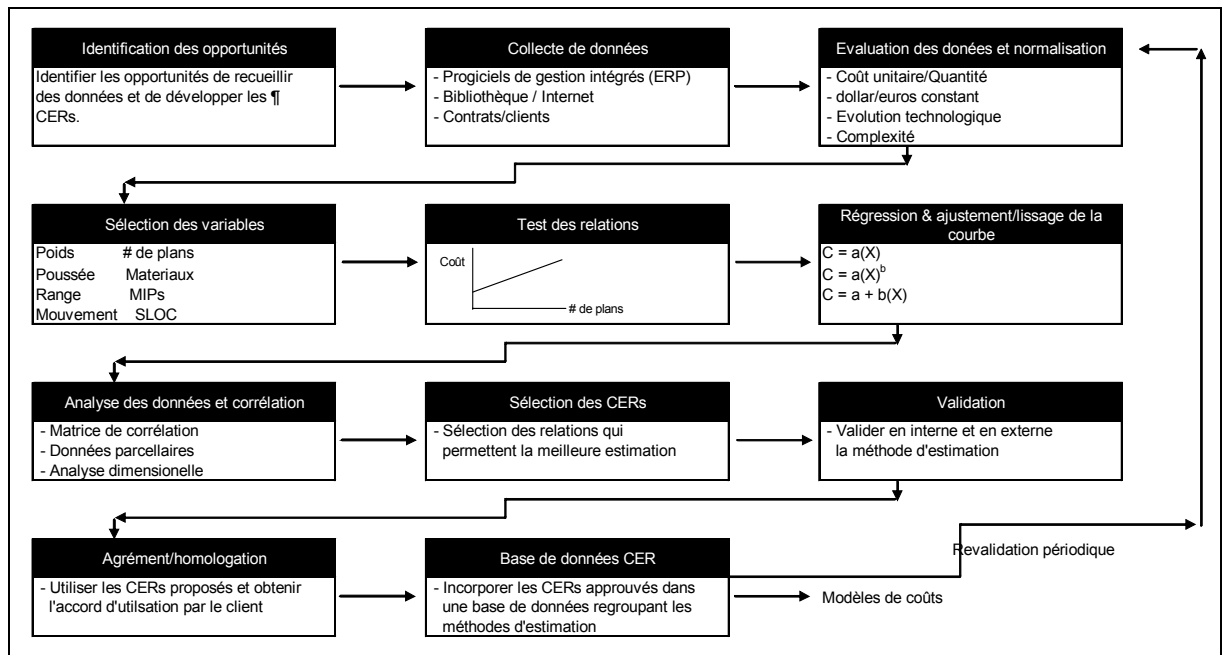 Identification des opportunités
Identifier les opportunités de recueillir
des données et de développer les ¶
CERs.
Collecte de données
- Progiciels de gestion intégrés (ERP)
- Bibliothèque / Internet
- Contrats/clients
Evaluation des donées et normalisation
- Coût unitaire/Quantité
- dollar/euros constant
- Evolution technologique
- Complexité
Sélection des variables
Poids # de plans
Poussée Materiaux
Range MIPs
Mouvement SLOC
Test des relations
Coût
# de plans
Régression & ajustement/lissage de la
courbe
C = a(X)
C = a(X)^b
C = a + b(X)
Analyse des données et corrélation
- Matrice de corrélation
- Données parcellaires
- Analyse dimensionelle
Sélection des CERs
- Sélection des relations qui
permettent la meilleure estimation
Validation
- Valider en interne et en externe
la méthode d'estimation
Agrément/homologation
- Utiliser les CERs proposés et obtenir
l'accord d'utilsation par le client
Base de données CER
- Incorporer les CERs approuvés dans
une base de données regroupant les
méthodes d'estimation
Revalidation périodique
Modèles de coûts